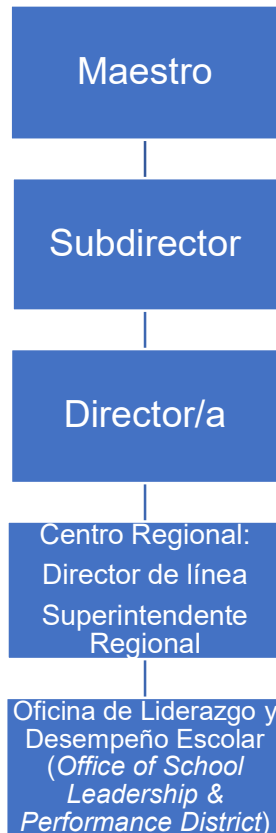 Maestro
Subdirector
Director/a
Centro Regional:
Director de línea
Superintendente
Regional
Oficina de Liderazgo y
Desempeño Escolar
(Office of School
Leadership &
Performance District)